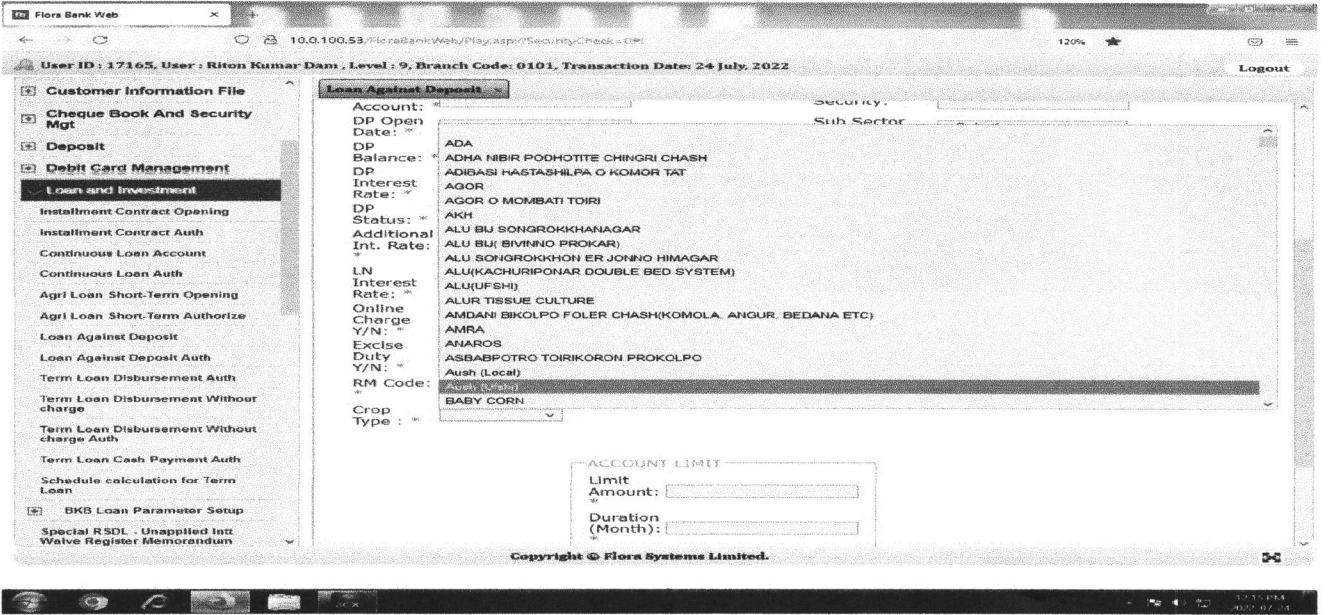 Flora Bank Web
10.0.100.53/FloraBankWeb/Play.aspx?SecurityCheck=0#!
120%
User ID : 17165, User : Riton Kumar Dam , Level : 9, Branch Code: 0101, Transaction Date: 24 July, 2022
Logout
Customer Information File
Cheque Book And Security
Mgt
Deposit
Debit Card Management
Loan and Investment
Installment Contract Opening
Installment Contract Auth
Continuous Loan Account
Continuous Loan Auth
Agri Loan Short-Term Opening
Agri Loan Short-Term Authorize
Loan Against Deposit
Loan Against Deposit Auth
Term Loan Disbursement Auth
Term Loan Disbursement Without
charge
Term Loan Disbursement Without
charge Auth
Term Loan Cash Payment Auth
Schedule calculation for Term
Loan
BKB Loan Parameter Setup
Special RSDL - Unapplied Intt
Waive Register Memorandum
Loan Against Deposit
Account: *
DP Open
Date: *
DP
Balance: *
DP
Interest
Rate: *
DP
Status: *
Additional
Int. Rate:
*
LN
Interest
Rate: *
Online
Charge
Y/N: *
Excise
Duty
Y/N: *
RM Code:
*
Crop
Type : *
Security:
Sub Sector
ADA
ADHA NIBIR PODHOTITE CHINGRI CHASH
ADIBASI HASTASHILPA O KOMOR TAT
AGOR
AGOR O MOMBATI TOIRI
AKH
ALU BIJ SONGROKKHANAGAR
ALU BIJ( BIVINNO PROKAR)
ALU SONGROKKHON ER JONNO HIMAGAR
ALU(KACHURIPONAR DOUBLE BED SYSTEM)
ALU(UFSHI)
ALUR TISSUE CULTURE
AMDANI BIKOLPO FOLER CHASH(KOMOLA, ANGUR, BEDANA ETC)
AMRA
ANAROS
ASBABPOTRO TOIRIKORON PROKOLPO
Aush (Local)
Aush (Ufshi)
BABY CORN
ACCOUNT LIMIT
Limit
Amount:
*
Duration
(Month):
*
Copyright © Flora Systems Limited.
3CX
12:15 PM
2022-07-24